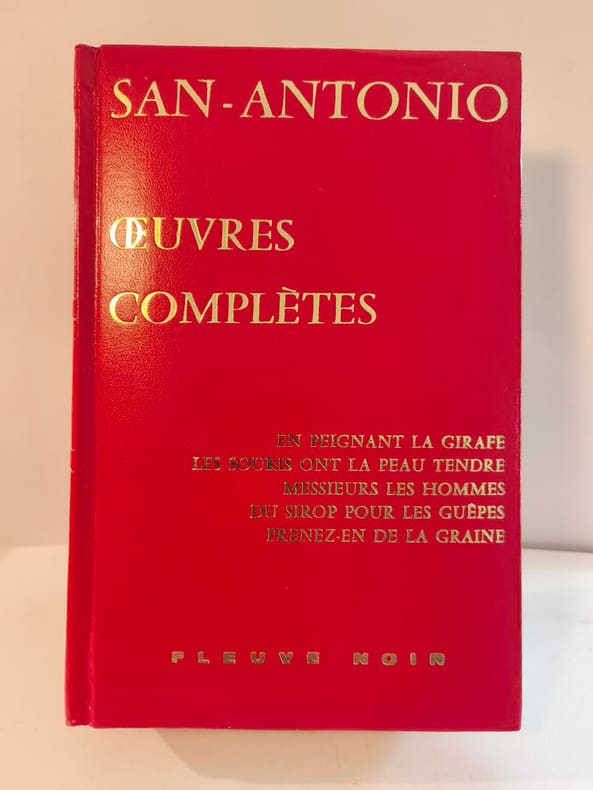 SAN-ANTONIO
ŒUVRES
COMPLÈTES
EN PEIGNANT LA GIRAFE
LES SOURIS ONT LA PEAU TENDRE
MESSIEURS LES HOMMES
DU SIROP POUR LES GUÊPES
PRENEZ-EN DE LA GRAINE
FLEUVE NOIR